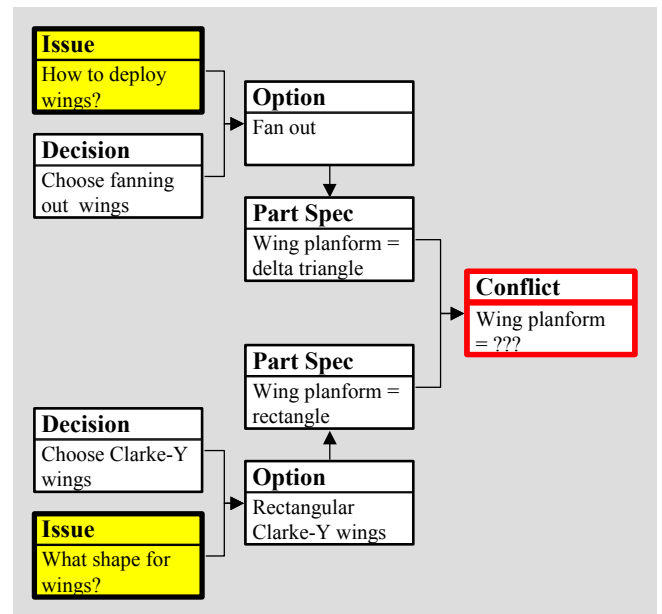 Issue
How to deploy
wings?
Option
Fan out
Decision
Choose fanning
out wings
Part Spec
Wing planform =
delta triangle
Conflict
Wing planform
= ???
Part Spec
Wing planform =
rectangle
Decision
Choose Clarke-Y
wings
Option
Rectangular
Clarke-Y wings
Issue
What shape for
wings?